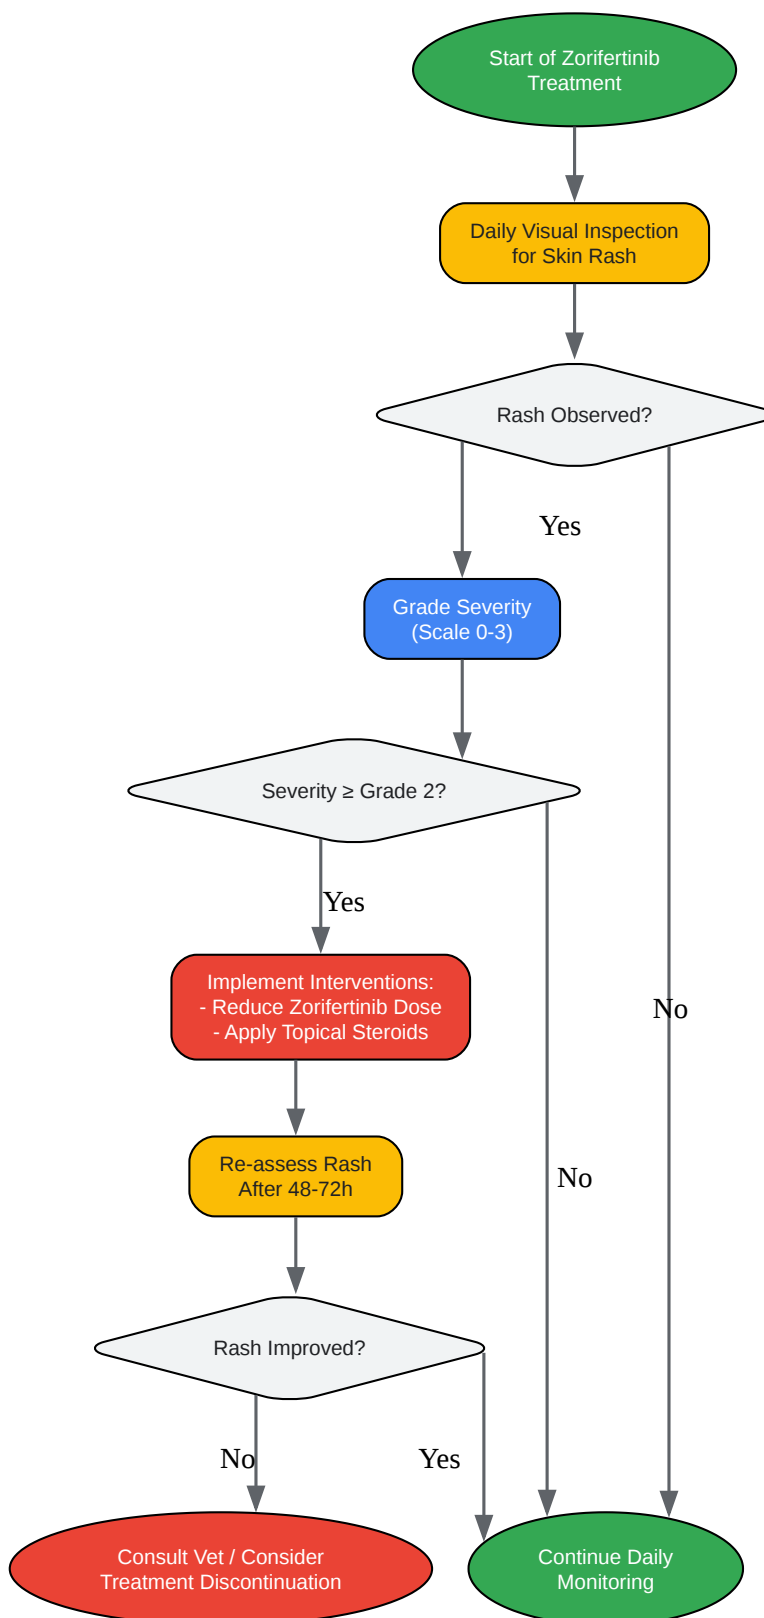 Start of Zorifertinib
Treatment
Daily Visual Inspection
for Skin Rash
Rash Observed?
Yes
Grade Severity
(Scale 0-3)
Severity ≥ Grade 2?
Yes
Implement Interventions:
- Reduce Zorifertinib Dose
- Apply Topical Steroids
No
Re-assess Rash
After 48-72h
No
Rash Improved?
No
Yes
Consult Vet / Consider
Treatment Discontinuation
Continue Daily
Monitoring